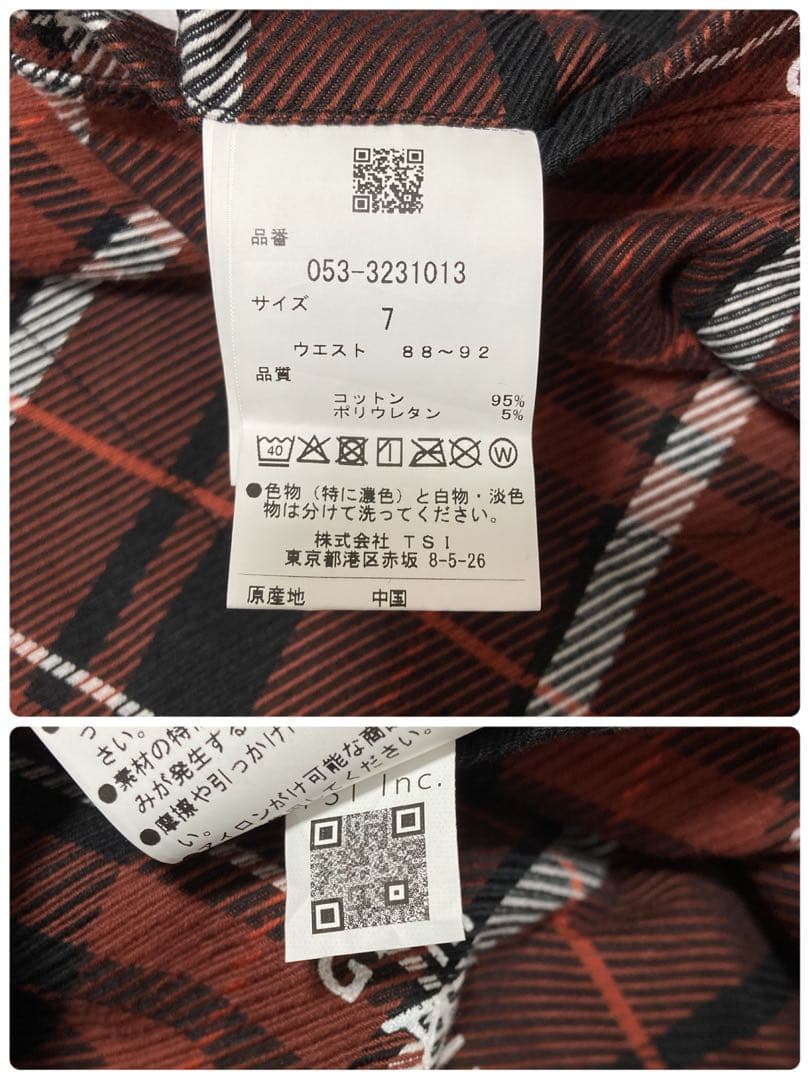 品番
053-3231013
サイズ
7
ウエスト 88〜92
品質
コットン 95%
ポリウレタン 5%
40
W
●色物（特に濃色）と白物・淡色
物は分けて洗ってください。
株式会社 TSI
東京都港区赤坂 8-5-26
原産地 中国
さい。
●素材の特
みが発生する
●摩擦や引っかけ
い。
アイロンがけ可能な商
してください。
Inc.
G